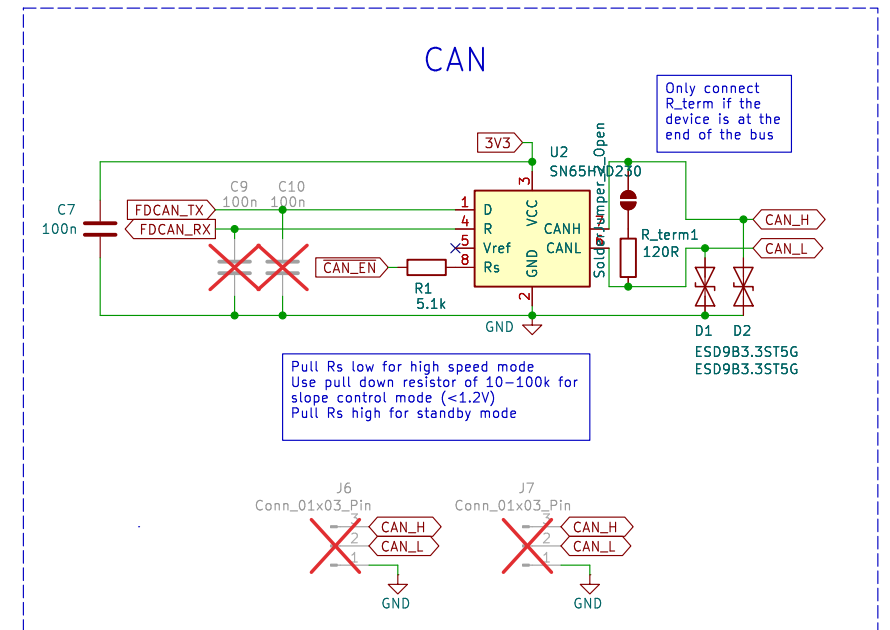 CAN
Only connect
R_term if the
device is at the
end of the bus
3V3
U2
SN65HVD230
SolderJumper_2_Open
C9
100n
C10
100n
C7
100n
FDCAN_TX
FDCAN_RX
CAN_EN
R1
5.1k
1
D
4
R
5
Vref
8
Rs
3
VCC
GND
2
CANH
7
CANL
6
R_term1
120R
CAN_H
CAN_L
GND
D1
D2
ESD9B3.3ST5G
ESD9B3.3ST5G
Pull Rs low for high speed mode
Use pull down resistor of 10-100k for
slope control mode (<1.2V)
Pull Rs high for standby mode
J6
Conn_01x03_Pin
3
CAN_H
2
CAN_L
1
GND
J7
Conn_01x03_Pin
3
CAN_H
2
CAN_L
1
GND